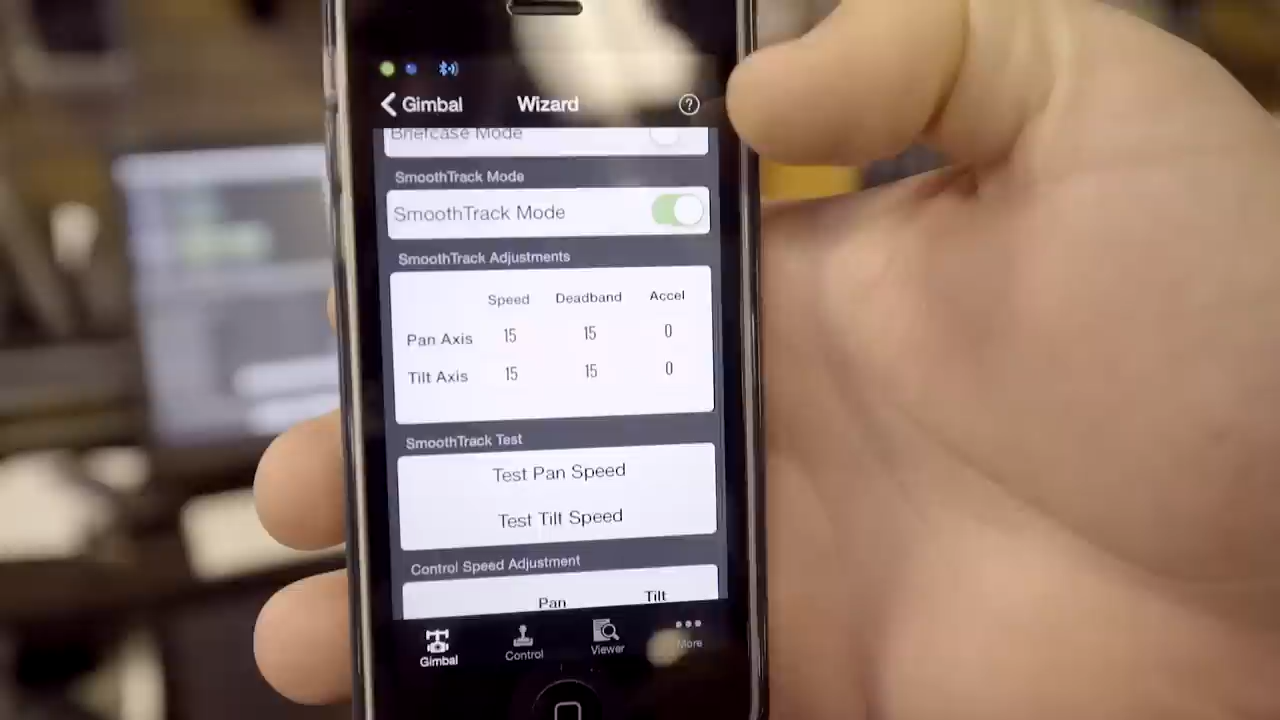 Gimbal Wizard ?
Briefcase Mode
SmoothTrack Mode
SmoothTrack Mode
SmoothTrack Adjustments
Speed Deadband Accel
Pan Axis 15 15 0
Tilt Axis 15 15 0
SmoothTrack Test
Test Pan Speed
Test Tilt Speed
Control Speed Adjustment
Pan Tilt
Gimbal Control Viewer More